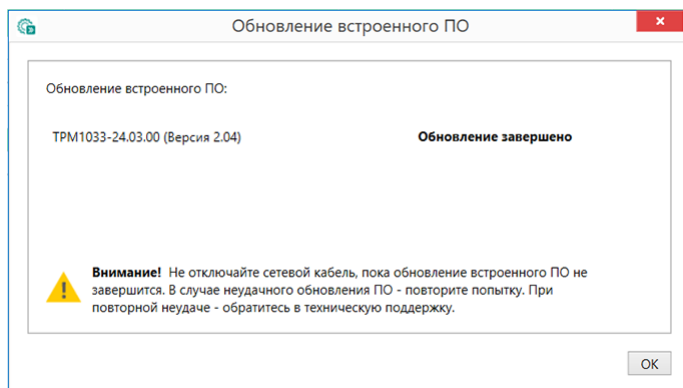 Обновление встроенного ПО
Обновление встроенного ПО:
ТРМ1033-24.03.00 (Версия 2.04) Обновление завершено
Внимание! Не отключайте сетевой кабель, пока обновление встроенного ПО не
завершится. В случае неудачного обновления ПО - повторите попытку. При
повторной неудаче - обратитесь в техническую поддержку.
ОК